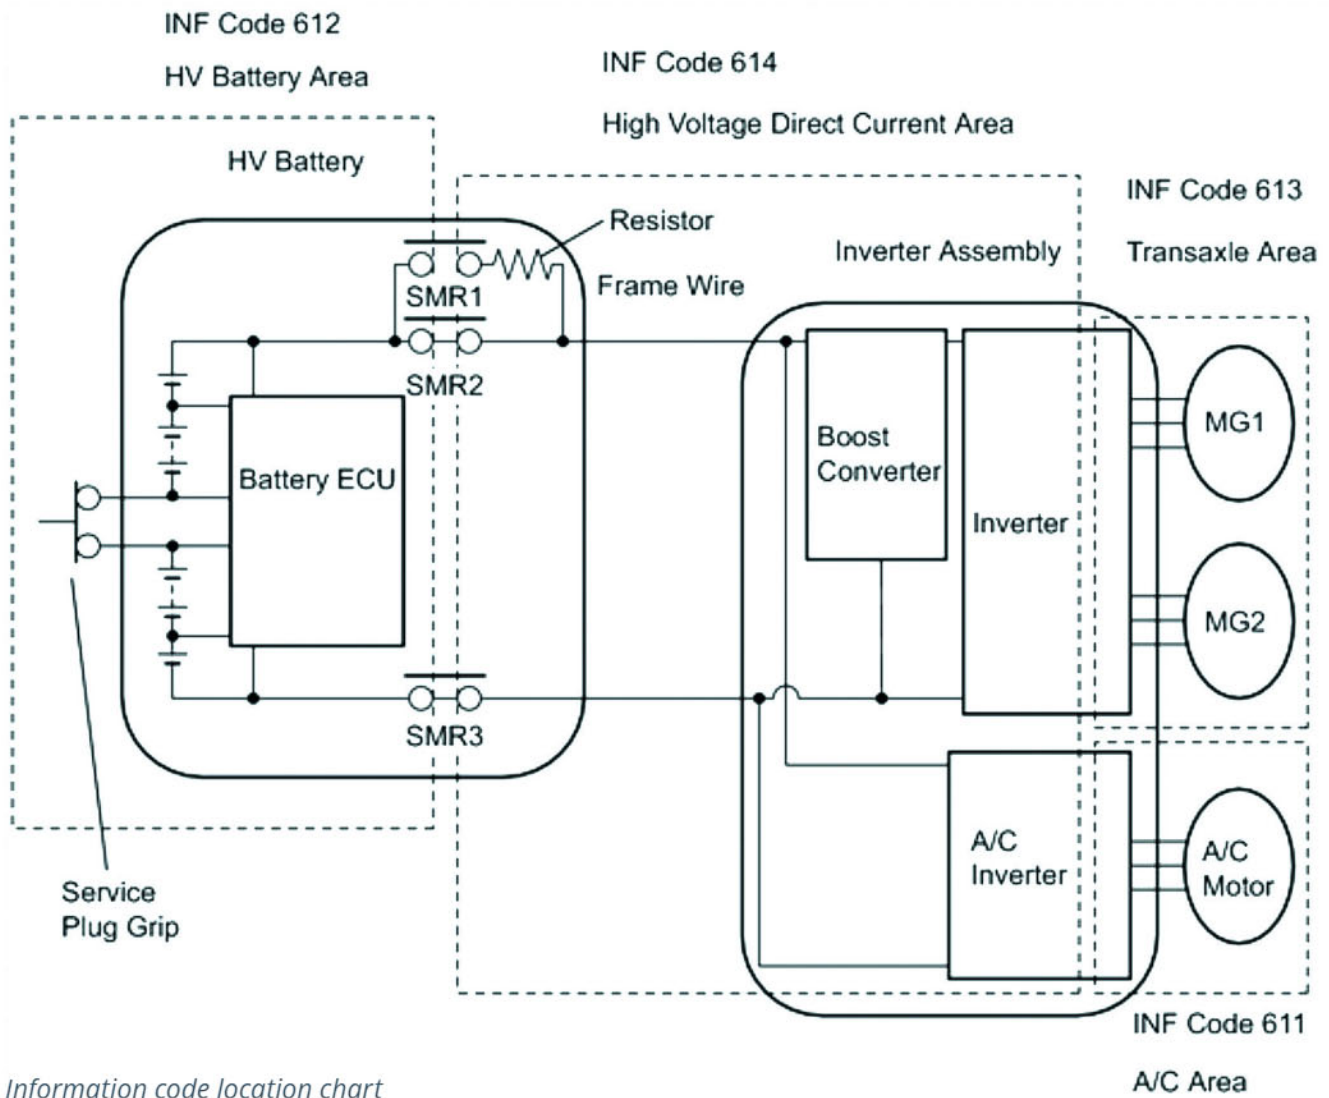 INF Code 612
HV Battery Area
INF Code 614
High Voltage Direct Current Area
HV Battery
INF Code 613
Transaxle Area
Resistor
Inverter Assembly
Frame Wire
SMR1
SMR2
Battery ECU
Boost
Converter
Inverter
MG1
MG2
SMR3
A/C
Inverter
A/C
Motor
Service
Plug Grip
INF Code 611
A/C Area
Information code location chart